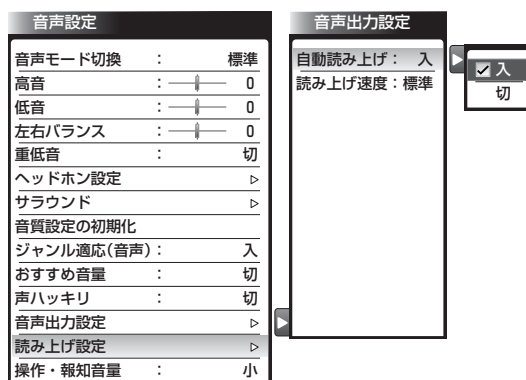 音声設定
音声モード切換 : 標準
高音 : 0
低音 : 0
左右バランス : 0
重低音 : 切
ヘッドホン設定 ▷
サラウンド ▷
音質設定の初期化
ジャンル適応(音声) : 入
おすすめ音量 : 切
声ハッキリ : 切
音声出力設定 ▷
読み上げ設定 ▷
操作・報知音量 : 小
音声出力設定
自動読み上げ : 入
読み上げ速度 : 標準
入
切